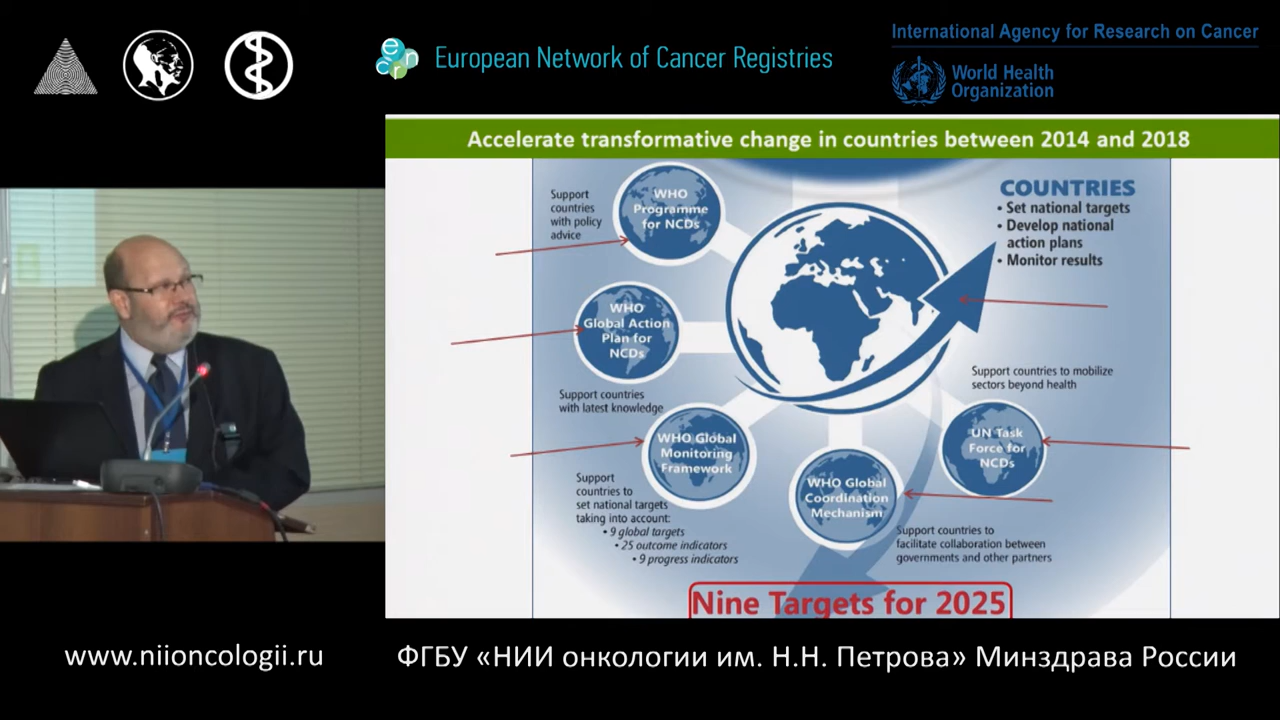 European Network of Cancer Registries
International Agency for Research on Cancer
World Health
Organization
Accelerate transformative change in countries between 2014 and 2018
Support
countries
with policy
advice
WHO
Programme
for NCDs
COUNTRIES
• Set national targets
• Develop national
action plans
• Monitor results
WHO
Global Action
Plan for
NCDs
Support countries
with latest knowledge
Support countries to mobilize
sectors beyond health
WHO Global
Monitoring
Framework
UN Task
Force for
NCDs
WHO Global
Coordination
Mechanism
Support
countries to
set national targets
taking into account:
• 9 global targets
• 25 outcome indicators
• 9 progress indicators
Support countries to
facilitate collaboration between
governments and other partners
Nine Targets for 2025
www.niioncologii.ru
ФГБУ «НИИ онкологии им. Н.Н. Петрова» Минздрава России